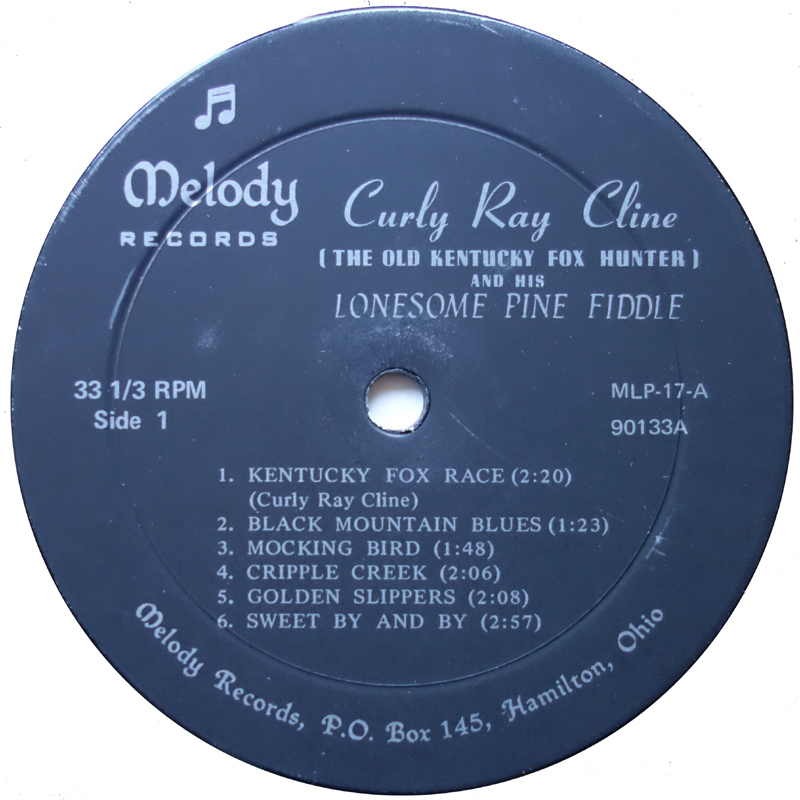 Melody
RECORDS
Curly Ray Cline
(THE OLD KENTUCKY FOX HUNTER)
AND HIS
LONESOME PINE FIDDLE
33 1/3 RPM
Side 1
MLP-17-A
90133A
1. KENTUCKY FOX RACE (2:20)
(Curly Ray Cline)
2. BLACK MOUNTAIN BLUES (1:23)
3. MOCKING BIRD (1:48)
4. CRIPPLE CREEK (2:06)
5. GOLDEN SLIPPERS (2:08)
6. SWEET BY AND BY (2:57)
Melody Records, P.O. Box 145, Hamilton, Ohio